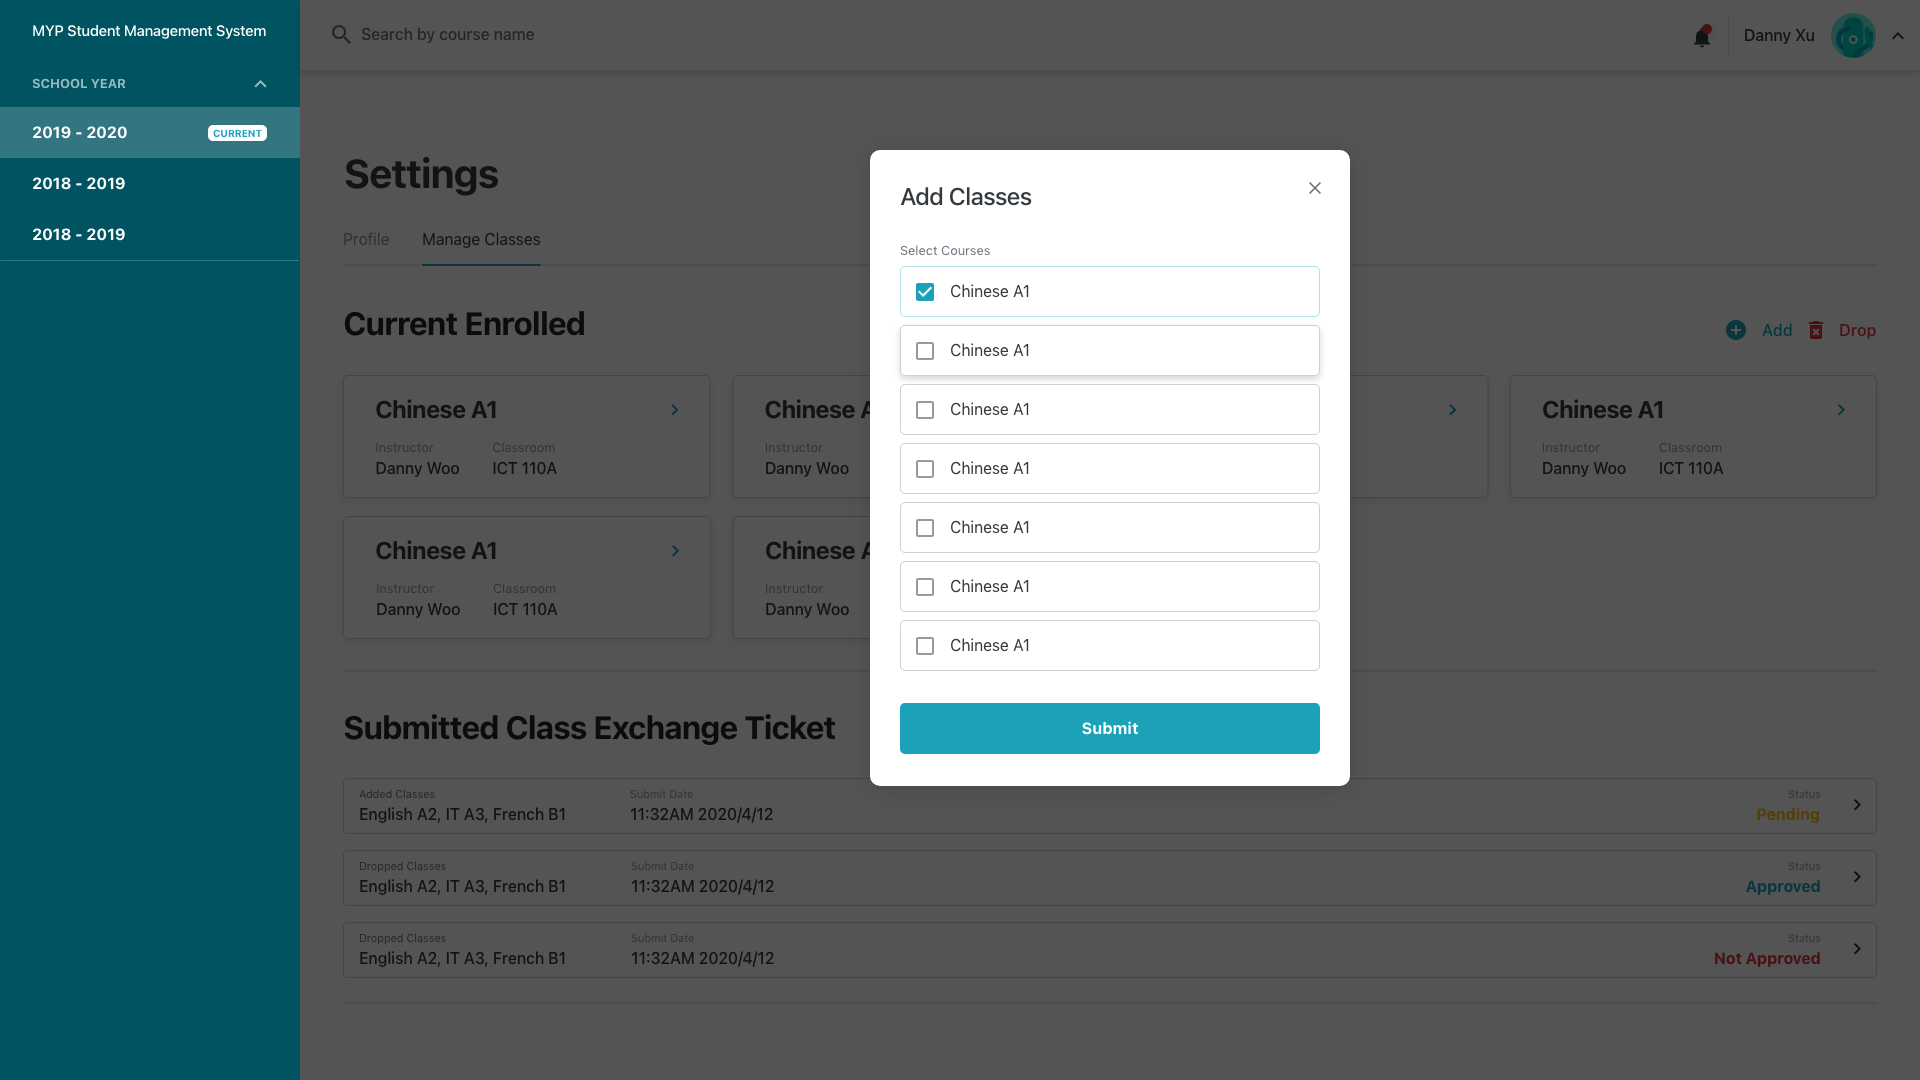 MYP Student Management System
SCHOOL YEAR
2019 - 2020 CURRENT
2018 - 2019
2018 - 2019
Search by course name
Danny Xu
Settings
Profile Manage Classes
Current Enrolled
Add Drop
Chinese A1
Instructor Classroom
Danny Woo ICT 110A
Chinese A
Instructor
Danny Woo
Chinese A1
Instructor Classroom
Danny Woo ICT 110A
Chinese A1
Instructor Classroom
Danny Woo ICT 110A
Chinese A
Instructor
Danny Woo
Submitted Class Exchange Ticket
Added Classes Submit Date Status
English A2, IT A3, French B1 11:32AM 2020/4/12 Pending
Dropped Classes Submit Date Status
English A2, IT A3, French B1 11:32AM 2020/4/12 Approved
Dropped Classes Submit Date Status
English A2, IT A3, French B1 11:32AM 2020/4/12 Not Approved
Add Classes
Select Courses
Chinese A1
Chinese A1
Chinese A1
Chinese A1
Chinese A1
Chinese A1
Chinese A1
Submit